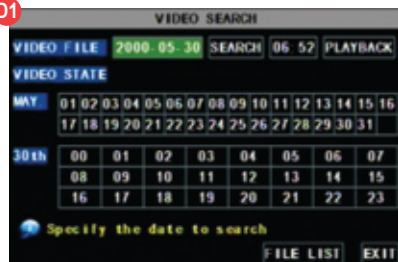 01
VIDEO SEARCH
VIDEO FILE 2000-05-30 SEARCH 06 52 PLAYBACK
VIDEO STATE
MAY 01 02 03 04 05 06 07 08 09 10 11 12 13 14 15 16
17 18 19 20 21 22 23 24 25 26 27 28 29 30 31
30th 00 01 02 03 04 05 06 07
08 09 10 11 12 13 14 15
16 17 18 19 20 21 22 23
Specify the date to search
FILE LIST EXIT